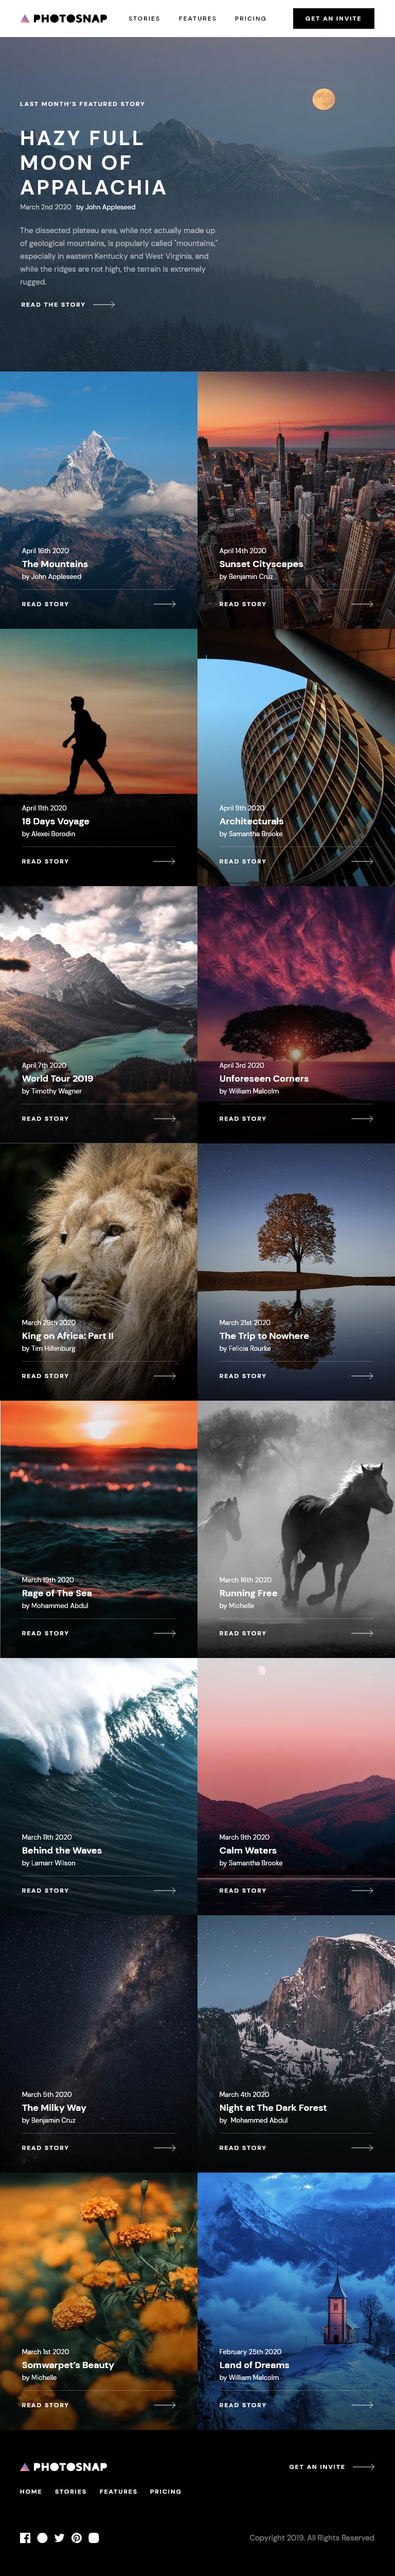 PHOTOSNAP
STORIES FEATURES PRICING
GET AN INVITE
LAST MONTH'S FEATURED STORY
HAZY FULL
MOON OF
APPALACHIA
March 2nd 2020 by John Appleseed
The dissected plateau area, while not actually made up
of geological mountains, is popularly called "mountains,"
especially in eastern Kentucky and West Virginia, and
while the ridges are not high, the terrain is extremely
rugged.
READ THE STORY
April 16th 2020
The Mountains
by John Appleseed
READ STORY
April 14th 2020
Sunset Cityscapes
by Benjamin Cruz
READ STORY
April 11th 2020
18 Days Voyage
by Alexei Borodin
READ STORY
April 9th 2020
Architecturals
by Samantha Brooke
READ STORY
April 7th 2020
World Tour 2019
by Timothy Wagner
READ STORY
April 3rd 2020
Unforeseen Corners
by William Malcolm
READ STORY
March 29th 2020
King on Africa: Part II
by Tim Hillenburg
READ STORY
March 21st 2020
The Trip to Nowhere
by Felicia Rourke
READ STORY
March 19th 2020
Rage of The Sea
by Mohammed Abdul
READ STORY
March 16th 2020
Running Free
by Michelle
READ STORY
March 11th 2020
Behind the Waves
by Lamarr Wilson
READ STORY
March 9th 2020
Calm Waters
by Samantha Brooke
READ STORY
March 5th 2020
The Milky Way
by Benjamin Cruz
READ STORY
March 4th 2020
Night at The Dark Forest
by Mohammed Abdul
READ STORY
March 1st 2020
Somwarpet's Beauty
by Michelle
READ STORY
February 25th 2020
Land of Dreams
by William Malcolm
READ STORY
PHOTOSNAP
GET AN INVITE
HOME STORIES FEATURES PRICING
Copyright 2019. All Rights Reserved